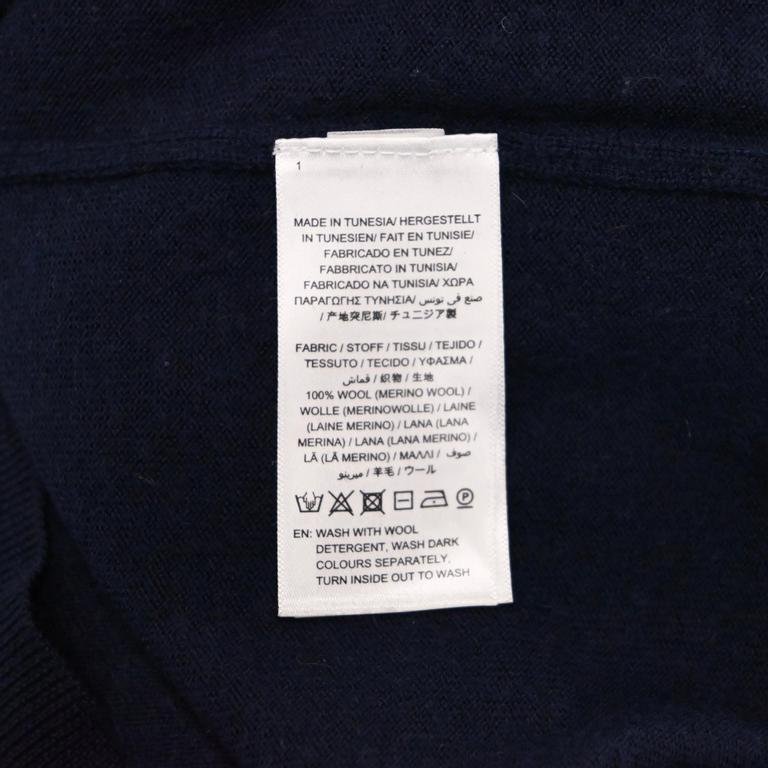 1
MADE IN TUNESIA/ HERGESTELLT
IN TUNESIEN/ FAIT EN TUNISIE/
FABRICADO EN TUNEZ/
FABBRICATO IN TUNISIA/
FABRICADO NA TUNISIA/ ΧΩΡΑ
ΠΑΡΑΓΩΓΗΣ ΤΥΝΗΣΙΑ/ صنع في تونس
/ 产地突尼斯/ チュニジア製
FABRIC / STOFF / TISSU / TEJIDO /
TESSUTO / TECIDO / ΥΦΑΣΜΑ /
قماش / 织物 / 生地
100% WOOL (MERINO WOOL) /
WOLLE (MERINOWOLLE) / LAINE
(LAINE MERINO) / LANA (LANA
MERINA) / LANA (LANA MERINO) /
LÃ (LÃ MERINO) / ΜΑΛΛΙ / صوف
ميرينو / 羊毛 / ウール
P
EN: WASH WITH WOOL
DETERGENT, WASH DARK
COLOURS SEPARATELY,
TURN INSIDE OUT TO WASH